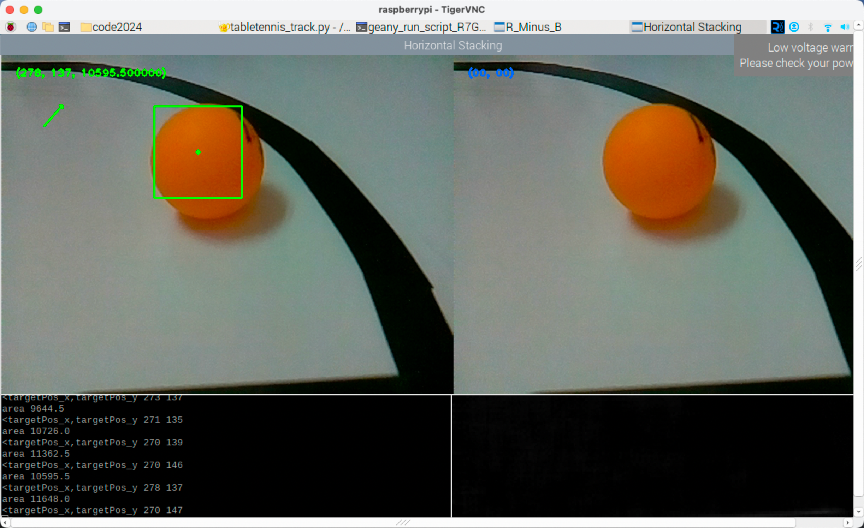 raspberrypi - TigerVNC
code2024
tabletennis_track.py - /...
geany_run_script_R7G...
R_Minus_B
Horizontal Stacking
Horizontal Stacking
Low voltage warr
Please check your pow
(278, 137, 10595.500000)
(00, 00)
<targetPos_x,targetPos_y 273 137
area 9644.5
<targetPos_x,targetPos_y 271 135
area 10726.0
<targetPos_x,targetPos_y 270 139
area 11362.5
<targetPos_x,targetPos_y 270 146
area 10595.5
<targetPos_x,targetPos_y 278 137
area 11648.0
<targetPos_x,targetPos_y 270 147